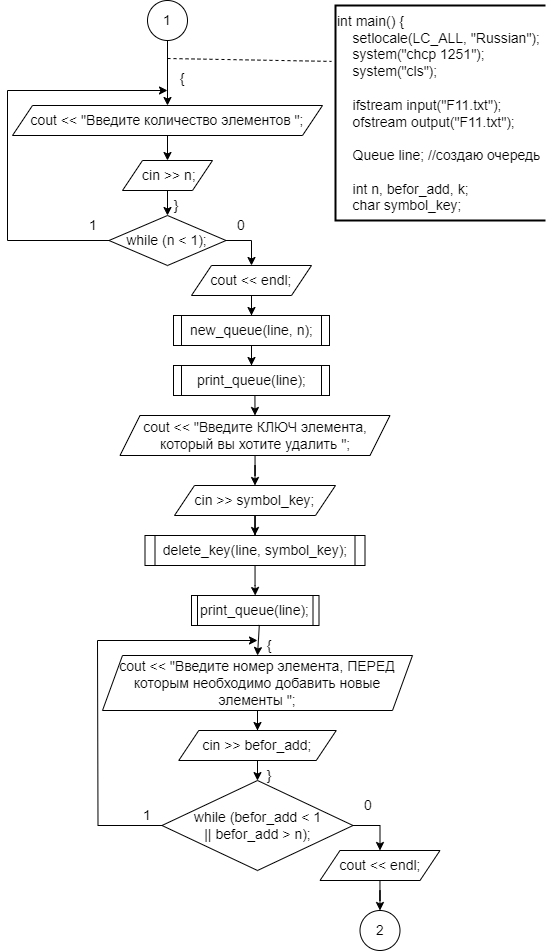 1
int main() {
setlocale(LC_ALL, "Russian");
system("chcp 1251");
system("cls");
ifstream input("F11.txt");
ofstream output("F11.txt");
Queue line; //создаю очередь
int n, befor_add, k;
char symbol_key;
{
cout << "Введите количество элементов ";
cin >> n;
}
1
0
while (n < 1);
cout << endl;
new_queue(line, n);
print_queue(line);
cout << "Введите КЛЮЧ элемента,
который вы хотите удалить ";
cin >> symbol_key;
delete_key(line, symbol_key);
print_queue(line);
{
cout << "Введите номер элемента, ПЕРЕД
которым необходимо добавить новые
элементы ";
cin >> befor_add;
}
1
0
while (befor_add < 1
|| befor_add > n);
cout << endl;
2